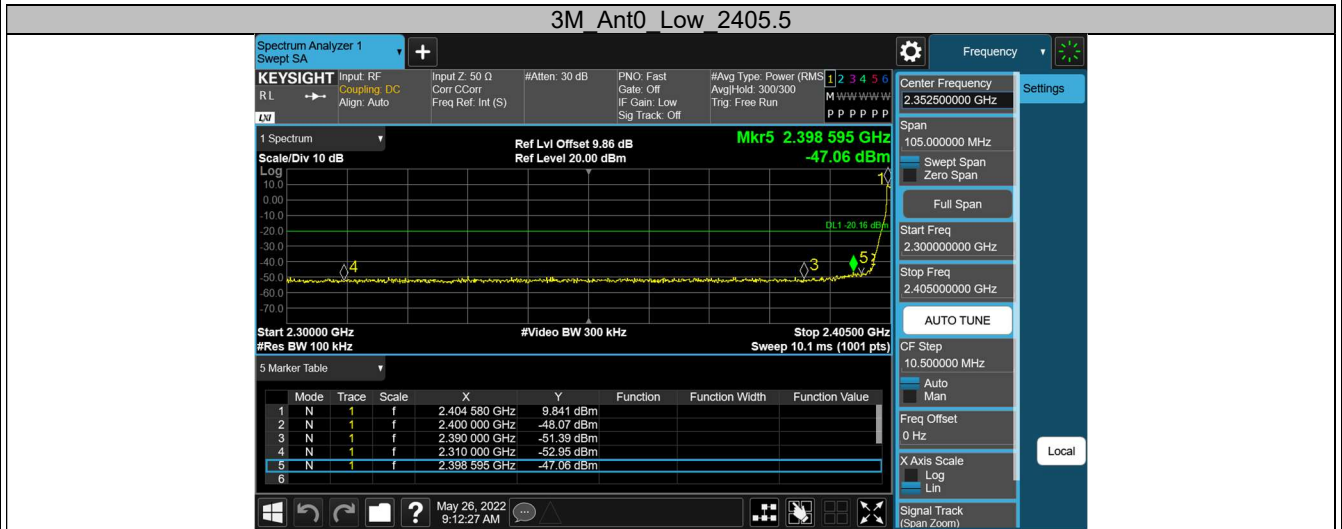 3M_Ant0_Low_2405.5
Spectrum Analyzer 1
Swept SA
+
Frequency
KEYSIGHT Input: RF Input Z: 50 Ω #Atten: 30 dB PNO: Fast #Avg Type: Power (RMS 1 2 3 4 5 6
RL Coupling: DC Corr CCorr Gate: Off Avg|Hold: 300/300 M W W W W W
Align: Auto Freq Ref: Int (S) IF Gain: Low Trig: Free Run P P P P P P
LXI Sig Track: Off
1 Spectrum
Scale/Div 10 dB
Ref Lvl Offset 9.86 dB
Ref Level 20.00 dBm
Mkr5 2.398 595 GHz
-47.06 dBm
Log
10.0
0.00
-10.0
-20.0
-30.0
-40.0
-50.0
-60.0
-70.0
1
DL1 -20.16 dBm
4
3
5
2
Start 2.30000 GHz #Video BW 300 kHz Stop 2.40500 GHz
#Res BW 100 kHz Sweep 10.1 ms (1001 pts)
5 Marker Table
Mode Trace Scale X Y Function Function Width Function Value
1 N 1 f 2.404 580 GHz 9.841 dBm
2 N 1 f 2.400 000 GHz -48.07 dBm
3 N 1 f 2.390 000 GHz -51.39 dBm
4 N 1 f 2.310 000 GHz -52.95 dBm
5 N 1 f 2.398 595 GHz -47.06 dBm
6
?
May 26, 2022
9:12:27 AM
Center Frequency
2.352500000 GHz
Settings
Span
105.000000 MHz
Swept Span
Zero Span
Full Span
Start Freq
2.300000000 GHz
Stop Freq
2.405000000 GHz
AUTO TUNE
CF Step
10.500000 MHz
Auto
Man
Freq Offset
0 Hz
X Axis Scale
Log
Lin
Local
Signal Track
(Span Zoom)